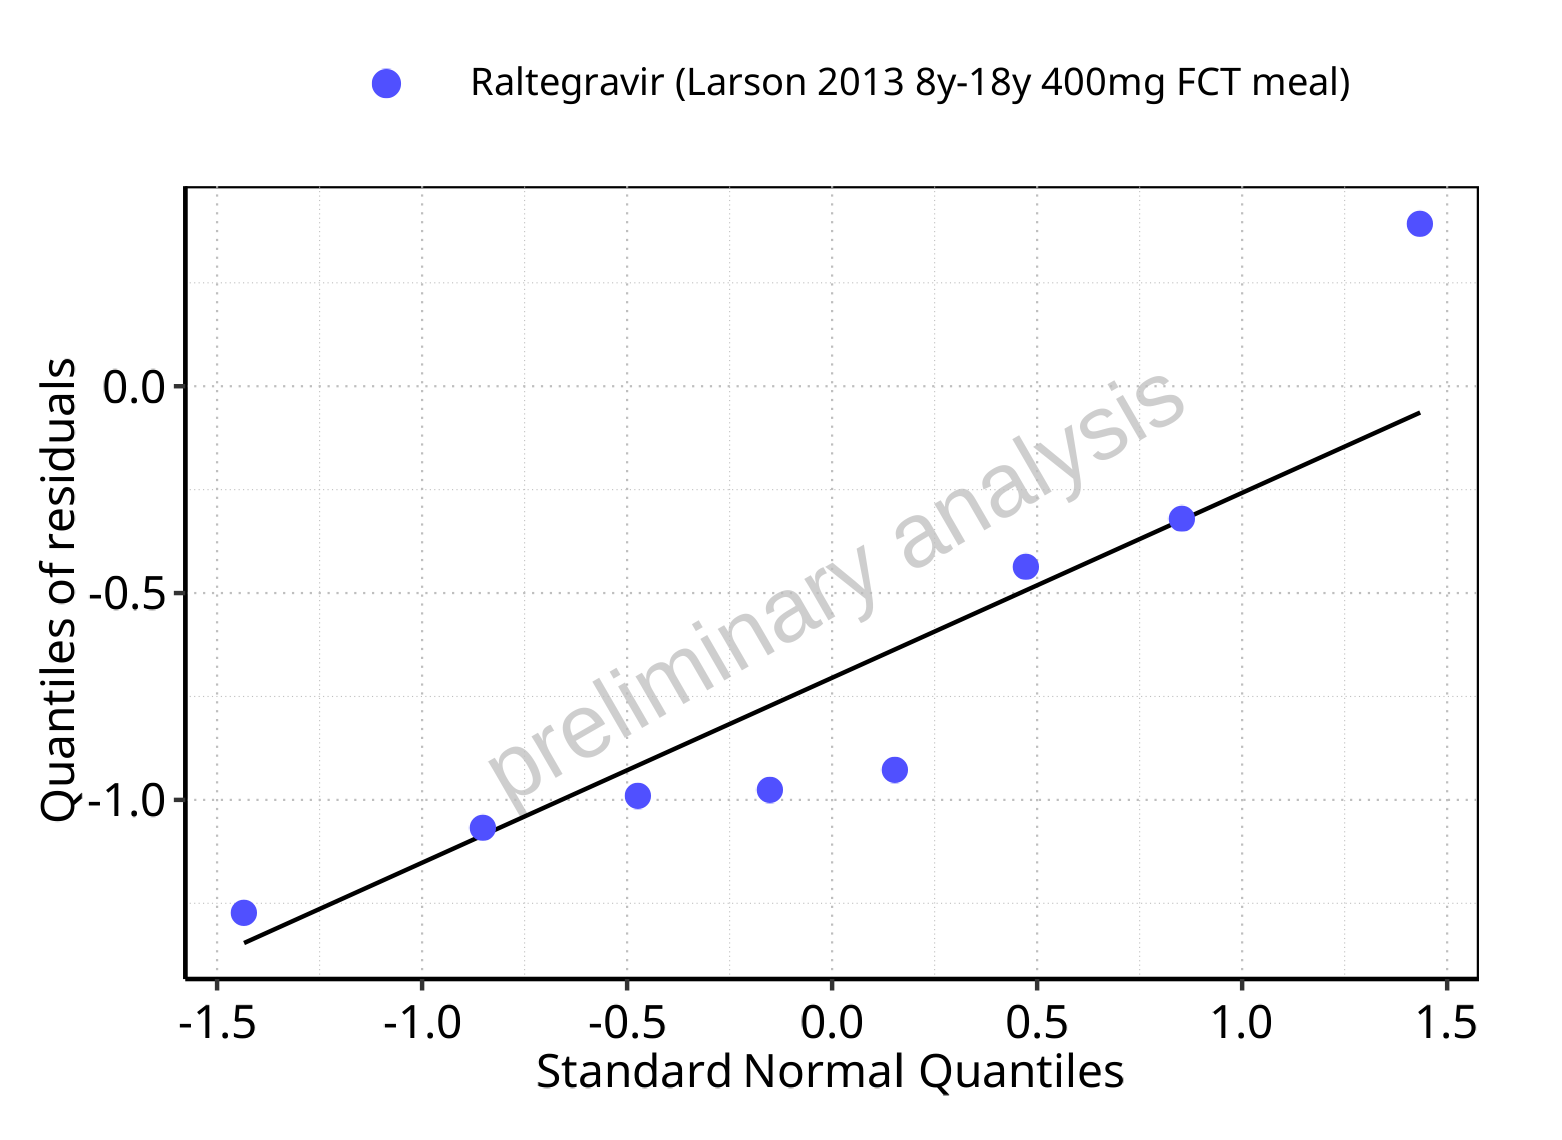 Raltegravir (Larson 2013 8y-18y 400mg FCT meal)
0.0
-0.5
-1.0
Quantiles of residuals
preliminary analysis
-1.5 -1.0 -0.5 0.0 0.5 1.0 1.5
Standard Normal Quantiles